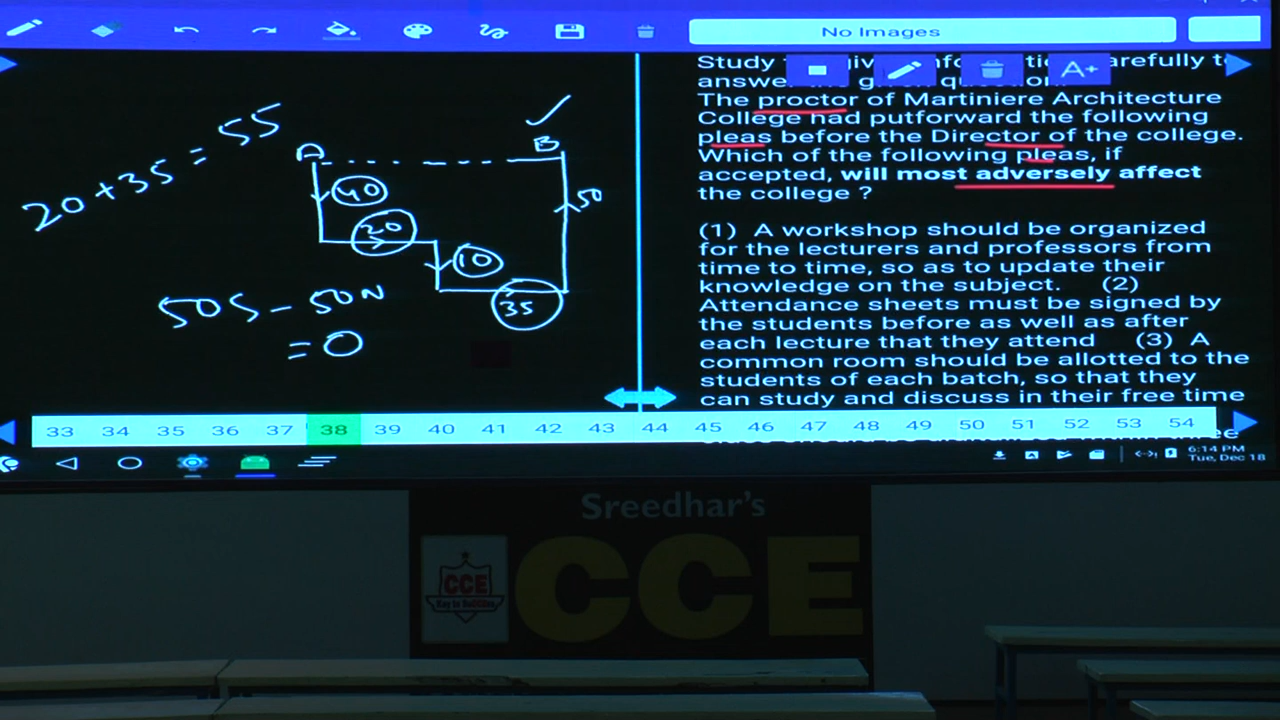 No Images
20 + 35 = 55
A
B
40
20
50
10
35
50S - 50N
= 0
Study
carefully
The proctor of Martiniere Architecture
College had putforward the following
pleas before the Director of the college.
Which of the following pleas, if
accepted, will most adversely affect
the college ?
(1) A workshop should be organized
for the lecturers and professors from
time to time, so as to update their
knowledge on the subject. (2)
Attendance sheets must be signed by
the students before as well as after
each lecture that they attend (3) A
common room should be allotted to the
students of each batch, so that they
can study and discuss in their free time
A+
33 34 35 36 37 38 39 40 41 42 43 44 45 46 47 48 49 50 51 52 53 54
6:14 PM
Tue, Dec 18
Sreedhar's
CCE
CCE